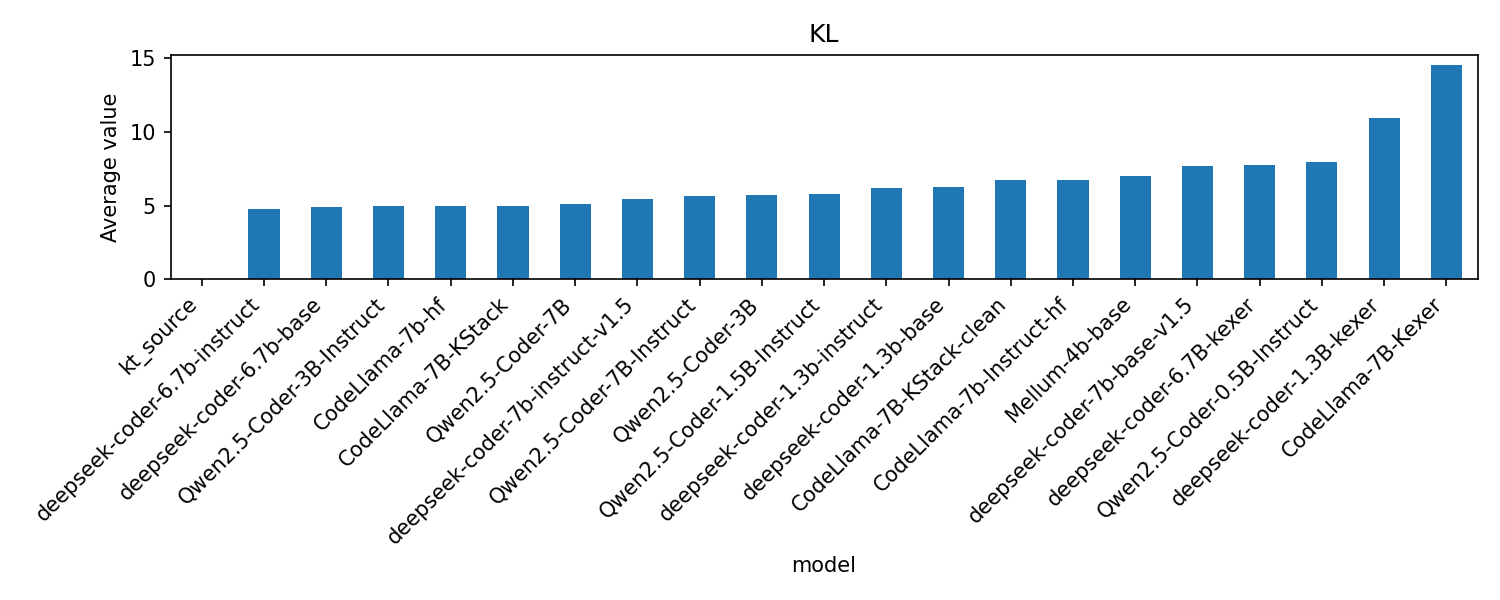 KL
Average value
15
10
5
0
kt_source
deepseek-coder-6.7b-instruct
deepseek-coder-6.7b-base
Qwen2.5-Coder-3B-Instruct
CodeLlama-7b-hf
CodeLlama-7B-KStack
Qwen2.5-Coder-7B
deepseek-coder-7b-instruct-v1.5
Qwen2.5-Coder-7B-Instruct
Qwen2.5-Coder-3B
Qwen2.5-Coder-1.5B-Instruct
deepseek-coder-1.3b-instruct
deepseek-coder-1.3b-base
CodeLlama-7B-KStack-clean
CodeLlama-7b-Instruct-hf
Mellum-4b-base
deepseek-coder-7b-base-v1.5
deepseek-coder-6.7B-kexer
Qwen2.5-Coder-0.5B-Instruct
deepseek-coder-1.3B-kexer
CodeLlama-7B-Kexer
model